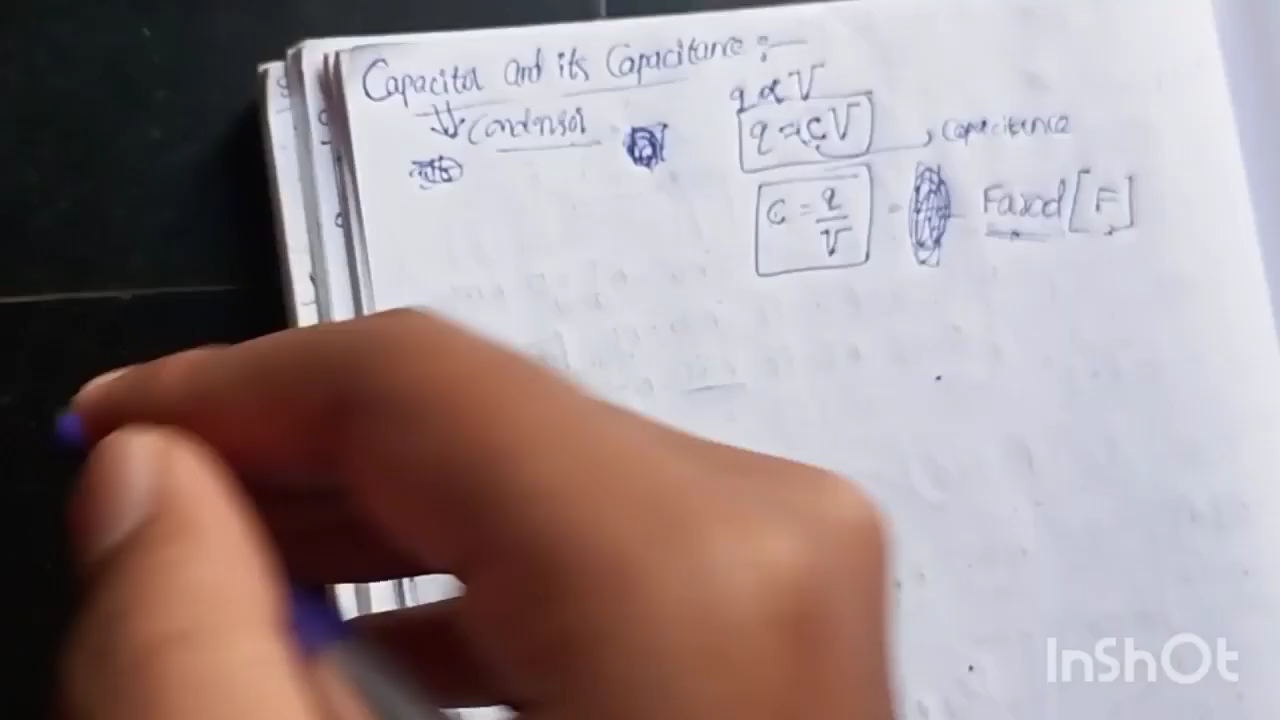 Capacitor and its Capacitance :-
Condensor
q ∝ V
q = CV
Capacitance
C = q/V = Farad [F]
InShOt